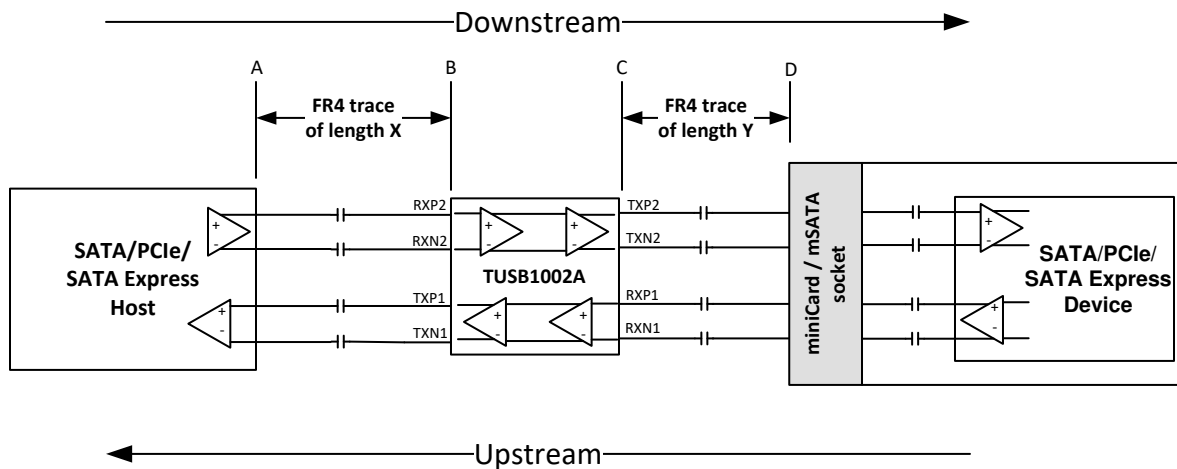 Downstream
A
B
C
D
FR4 trace
of length X
FR4 trace
of length Y
SATA/PCIe/
SATA Express
Host
+
-
+
-
RXP2
RXN2
TXP1
TXN1
+
-
+
-
TUSB1002A
+
-
+
-
TXP2
TXN2
RXP1
RXN1
miniCard / mSATA
socket
+
-
+
-
SATA/PCIe/
SATA Express
Device
Upstream